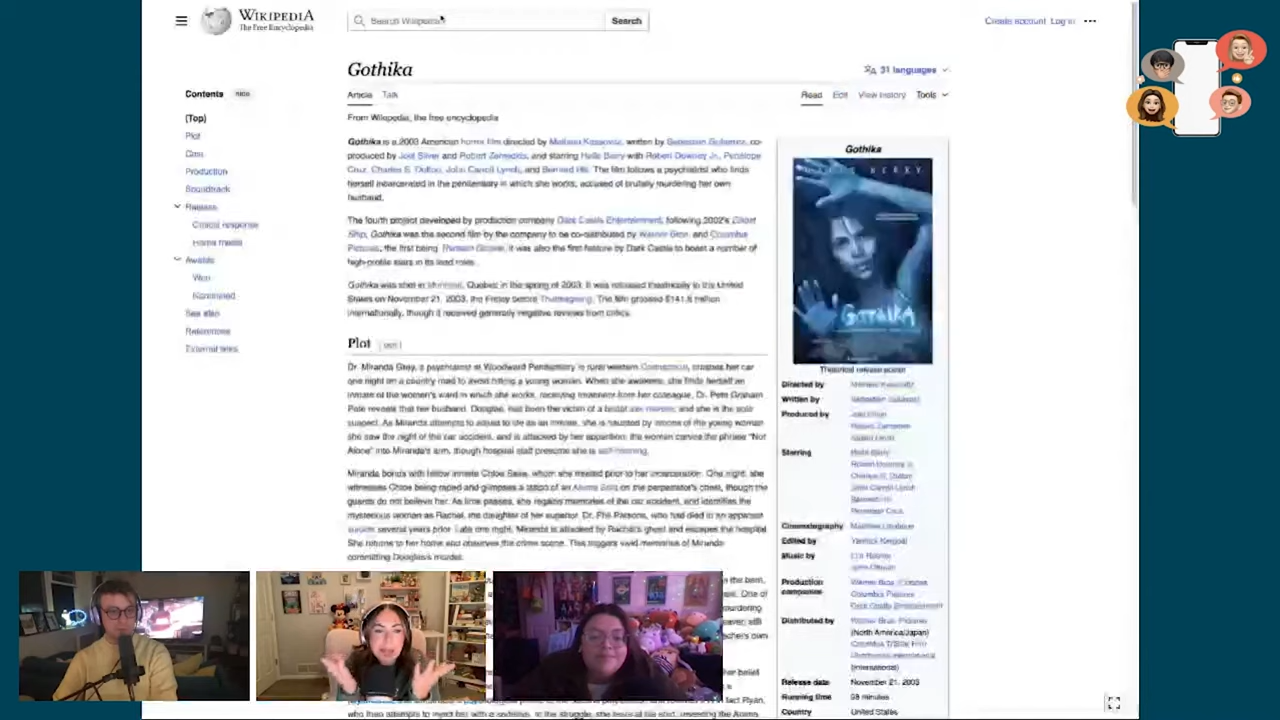 WIKIPEDIA
The Free Encyclopedia
Search Wikipedia
Search
Create account Log in
Gothika
31 languages
Contents hide
(Top)
Plot
Cast
Production
Soundtrack
Release
Critical response
Home media
Awards
Won
Nominated
See also
References
External links
Article Talk
Read Edit View history Tools
From Wikipedia, the free encyclopedia
Gothika is a 2003 American horror film directed by Mathieu Kassovitz, written by Sebastian Gutierrez, co-
produced by Joel Silver and Robert Zemeckis, and starring Halle Berry with Robert Downey Jr., Penélope
Cruz, Charles S. Dutton, John Carroll Lynch, and Bernard Hill. The film follows a psychiatrist who finds
herself incarcerated in the penitentiary in which she works, accused of brutally murdering her own
husband.
The fourth project developed by production company Dark Castle Entertainment, following 2002's Ghost
Ship, Gothika was the second film by the company to be co-distributed by Warner Bros. and Columbia
Pictures, the first being It was also the first feature by Dark Castle to boast a number of
high-profile stars in its lead roles.
Gothika was shot in Montreal, Quebec in the spring of 2003. It was released theatrically in the United
States on November 21, 2003, the Friday before Thanksgiving. The film grossed $141.6 million
internationally, though it received generally negative reviews from critics.
Plot [edit]
Dr. Miranda Grey, a psychiatrist at Woodward Penitentiary in rural western Connecticut, crashes her car
one night on a country road to avoid hitting a young woman. When she awakens, she finds herself an
inmate of the women's ward in which she works, receiving treatment from her colleague, Dr. Pete Graham.
Pete reveals that her husband, Douglas, has been the victim of a brutal axe murder, and she is the sole
suspect. As Miranda attempts to adjust to life as an inmate, she is haunted by visions of the young woman
she saw the night of the car accident, and is attacked by her apparition; the woman carves the phrase "Not
Alone" into Miranda's arm, though hospital staff presume she is self-harming.
Miranda bonds with fellow inmate Chloe Sava, whom she treated prior to her incarceration. One night, she
witnesses Chloe being raped and glimpses a tattoo of an Anima Sola on the perpetrator's chest, though the
guards do not believe her. As time passes, she regains memories of the car accident, and identifies the
mysterious woman as Rachel, the daughter of her superior, Dr. Phil Parsons, who had died in an apparent
suicide several years prior. Late one night, Miranda is attacked by Rachel's ghost and escapes the hospital.
She returns to her home and observes the crime scene. This triggers vivid memories of Miranda
committing Douglas's murder.
Gothika
HALLE BERRY
GOTHIKA
Theatrical release poster
Directed by Mathieu Kassovitz
Written by Sebastian Gutierrez
Produced by Joel Silver
Robert Zemeckis
Susan Levin
Starring Halle Berry
Robert Downey Jr.
Charles S. Dutton
John Carroll Lynch
Bernard Hill
Penélope Cruz
Cinematography Matthew Libatique
Edited by Yannick Kergoat
Music by
John Ottman
Production companies Warner Bros. Pictures
Columbia Pictures
Dark Castle Entertainment
Distributed by Warner Bros. Pictures
(North America/Japan)
Columbia TriStar Film
Distributors International
(International)
Release date November 21, 2003
Running time 98 minutes
Country United States